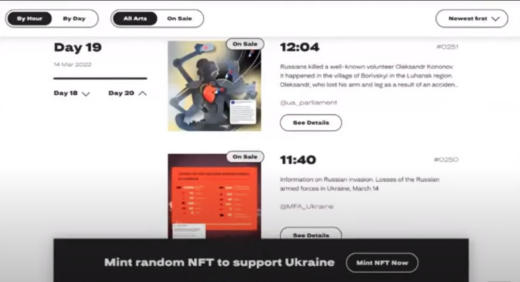 By Hour
By Day
All Arts
On Sale
Newest first
Day 19
14 Mar 2022
Day 18
Day 20
On Sale
12:04
#0251
Russians killed a well-known volunteer Oleksandr Kononov.
It happened in the village of Borivskyi in the Luhansk region.
Oleksandr, who lost his arm and leg as a result of an acciden...
@ua_parliament
See Details
On Sale
11:40
#0250
Information on Russian invasion. Losses of the Russian
armed forces in Ukraine, March 14
@MFA_Ukraine
See Details
Mint random NFT to support Ukraine
Mint NFT Now